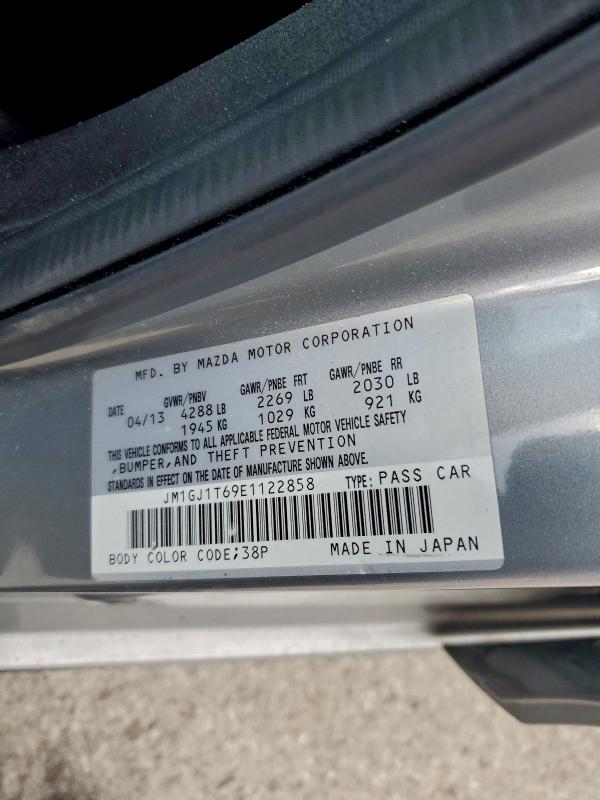 MFD. BY MAZDA MOTOR CORPORATION
DATE GVWR/PNBV GAWR/PNBE FRT GAWR/PNBE RR
04/13 4288 LB 2269 LB 2030 LB
1945 KG 1029 KG 921 KG
THIS VEHICLE CONFORMS TO ALL APPLICABLE FEDERAL MOTOR VEHICLE SAFETY
,BUMPER,AND THEFT PREVENTION
STANDARDS IN EFFECT ON THE DATE OF MANUFACTURE SHOWN ABOVE.
JM1GJ1T69E1122858 TYPE: PASS CAR
BODY COLOR CODE;38P MADE IN JAPAN